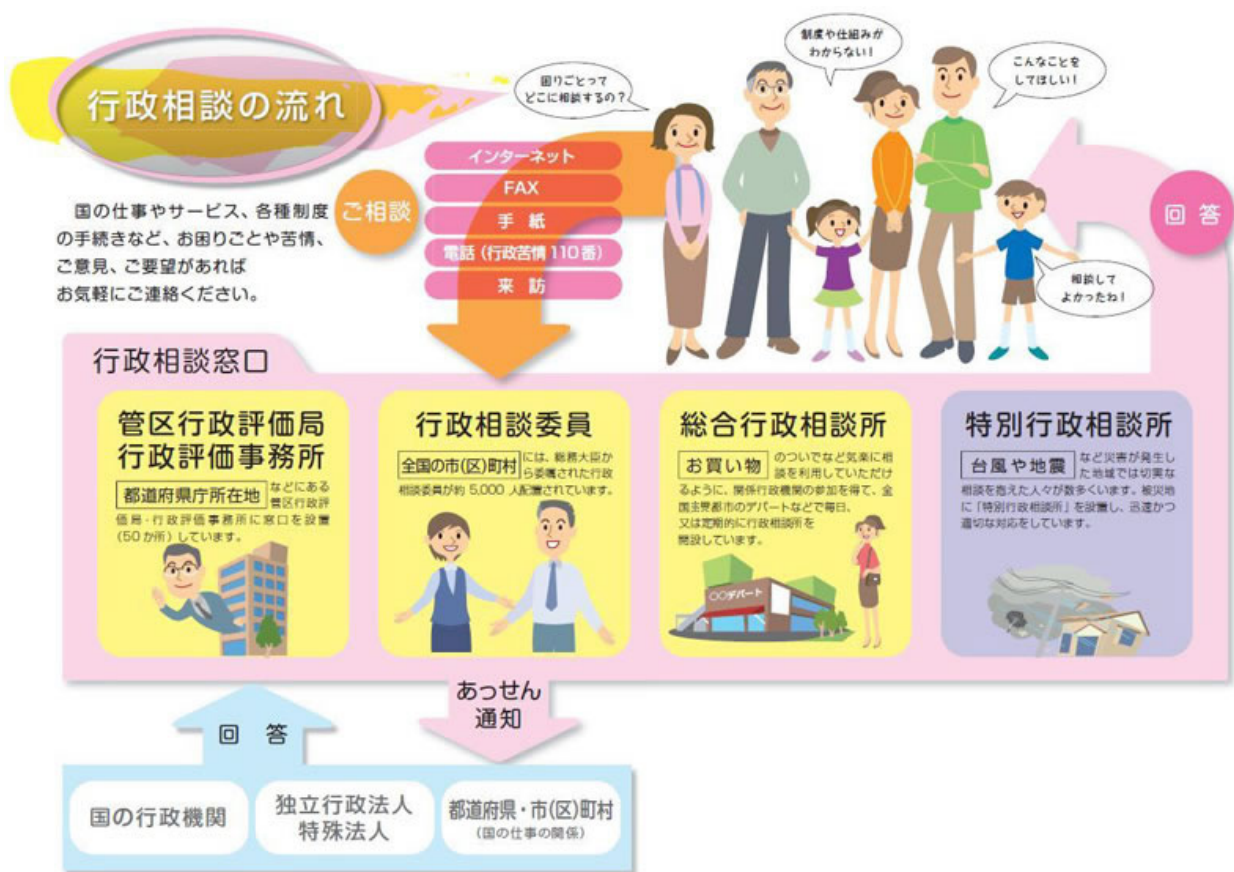 行政相談の流れ
国の仕事やサービス、各種制度
の手続きなど、お困りごとや苦情、
ご意見、ご要望があれば
お気軽にご連絡ください。
ご相談
インターネット
FAX
手 紙
電話(行政苦情110番)
来 訪
困りごとって
どこに相談するの?
制度や仕組みが
わからない!
こんなことを
してほしい!
相談して
よかったね!
回 答
行政相談窓口
管区行政評価局
行政評価事務所
都道府県庁所在地 などにある
管区行政評
価局・行政評価事務所に窓口を設置
(50か所)しています。
行政相談委員
全国の市(区)町村 には、総務大臣か
ら委嘱された行政
相談委員が約5,000人配置されています。
総合行政相談所
お買い物 のついでなど気楽に相
談を利用していただけ
るように、関係行政機関の参加を得て、全
国主要都市のデパートなどで毎日、
又は定期的に行政相談所を
開設しています。
○○デパート
特別行政相談所
台風や地震 など災害が発生し
た地域では切実な
相談を抱えた人々が数多くいます。被災地
に「特別行政相談所」を設置し、迅速かつ
適切な対応をしています。
回 答
あっせん
通知
国の行政機関
独立行政法人
特殊法人
都道府県・市(区)町村
(国の仕事の関係)